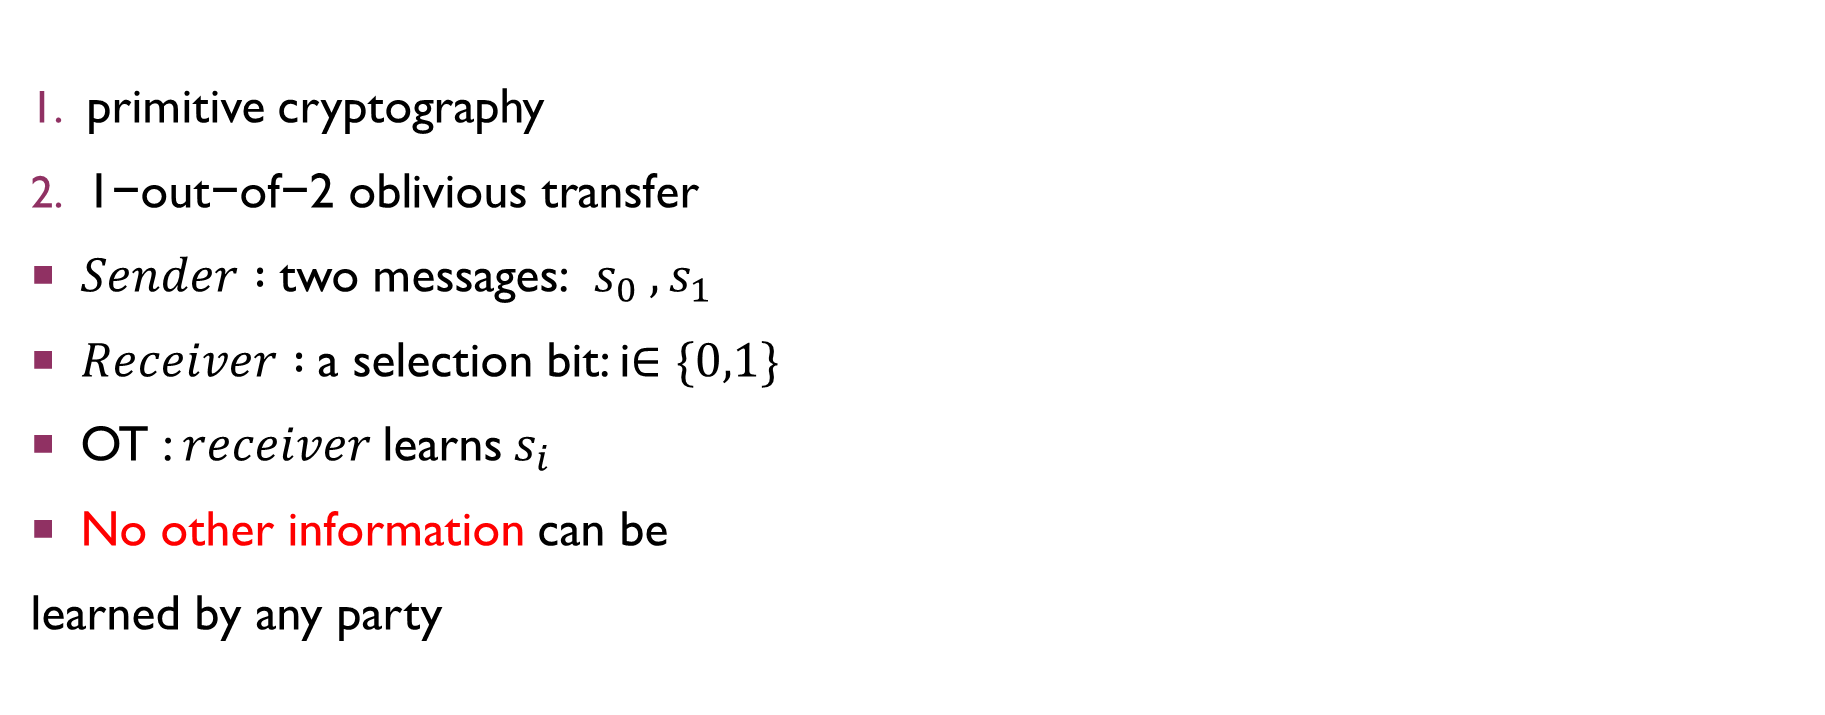 1. primitive cryptography
2. 1−out−of−2 oblivious transfer
▪ Sender : two messages: s₀ , s₁
▪ Receiver : a selection bit: i∈ {0,1}
▪ OT : receiver learns sᵢ
▪ No other information can be
learned by any party